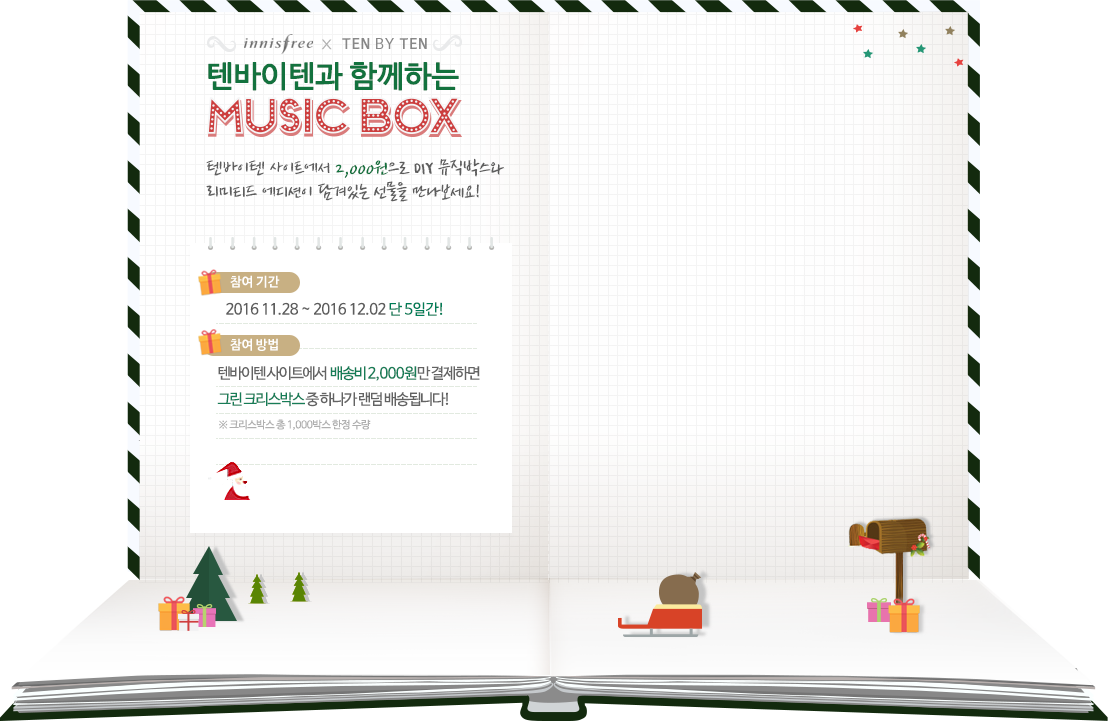 innisfree X TEN BY TEN
텐바이텐과 함께하는
MUSIC BOX
텐바이텐 사이트에서 2,000원으로 DIY 뮤직박스와
리미티드 에디션이 담겨있는 선물을 만나보세요!
참여 기간
2016 11.28 ~ 2016 12.02 단 5일간!
참여 방법
텐바이텐 사이트에서 배송비 2,000원만 결제하면
그린 크리스박스 중 하나가 랜덤 배송됩니다!
※ 크리스박스 총 1,000박스 한정 수량